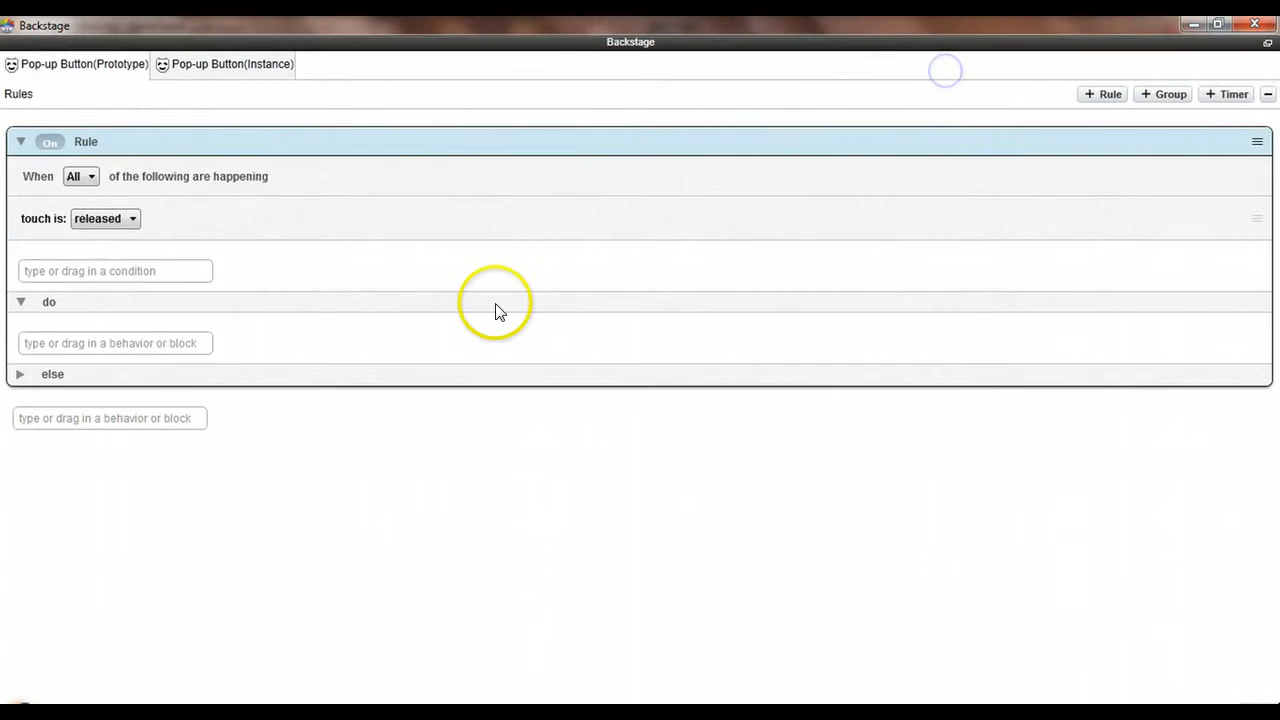 Backstage
Backstage
Pop-up Button(Prototype) Pop-up Button(Instance)
Rules + Rule + Group + Timer
On Rule
When All of the following are happening
touch is: released
type or drag in a condition
do
type or drag in a behavior or block
else
type or drag in a behavior or block